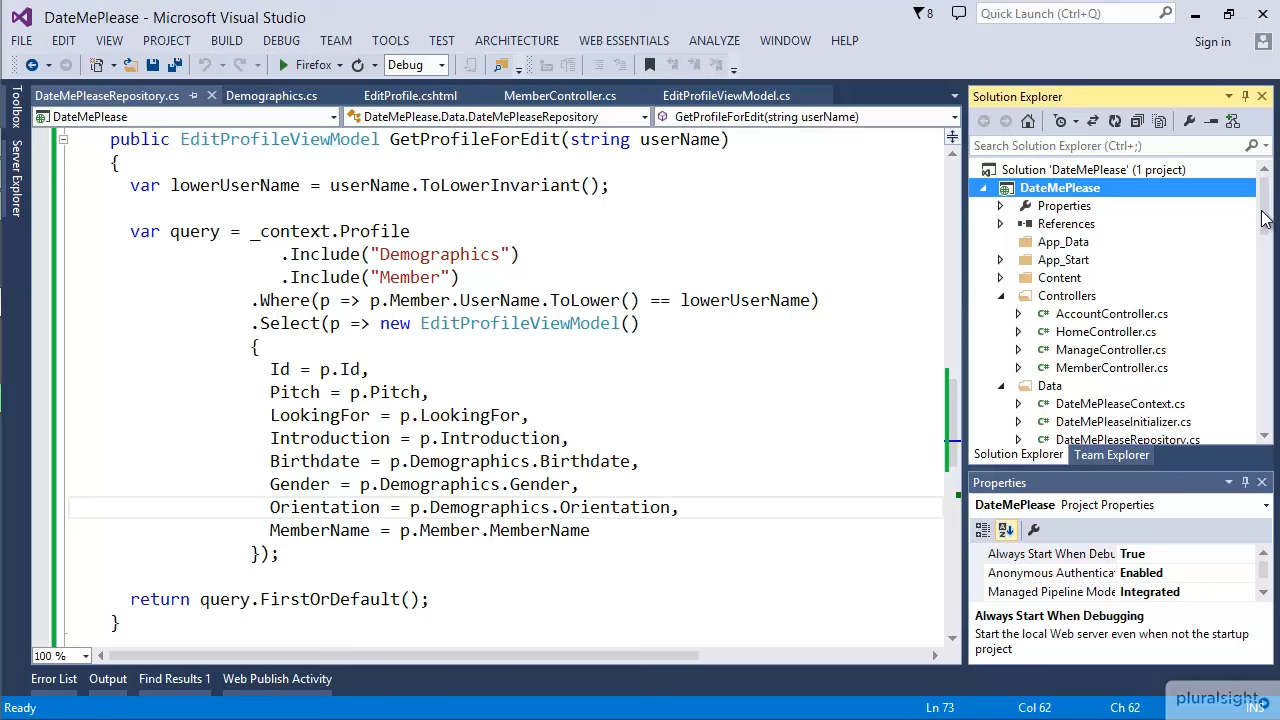 DateMePlease - Microsoft Visual Studio
8
Quick Launch (Ctrl+Q)
FILE EDIT VIEW PROJECT BUILD DEBUG TEAM TOOLS TEST ARCHITECTURE WEB ESSENTIALS ANALYZE WINDOW HELP
Sign in
Firefox
Debug
Toolbox
Server Explorer
DateMePleaseRepository.cs Demographics.cs EditProfile.cshtml MemberController.cs EditProfileViewModel.cs
DateMePlease DateMePlease.Data.DateMePleaseRepository GetProfileForEdit(string userName)
public EditProfileViewModel GetProfileForEdit(string userName)
{
var lowerUserName = userName.ToLowerInvariant();
var query = _context.Profile
.Include("Demographics")
.Include("Member")
.Where(p => p.Member.UserName.ToLower() == lowerUserName)
.Select(p => new EditProfileViewModel()
{
Id = p.Id,
Pitch = p.Pitch,
LookingFor = p.LookingFor,
Introduction = p.Introduction,
Birthdate = p.Demographics.Birthdate,
Gender = p.Demographics.Gender,
Orientation = p.Demographics.Orientation,
MemberName = p.Member.MemberName
});
return query.FirstOrDefault();
}
100 %
Solution Explorer
Search Solution Explorer (Ctrl+;)
Solution 'DateMePlease' (1 project)
DateMePlease
Properties
References
App_Data
App_Start
Content
Controllers
AccountController.cs
HomeController.cs
ManageController.cs
MemberController.cs
Data
DateMePleaseContext.cs
DateMePleaseInitializer.cs
DateMePleaseRepository.cs
Solution Explorer Team Explorer
Properties
DateMePlease Project Properties
Always Start When Debu True
Anonymous Authentica Enabled
Managed Pipeline Mode Integrated
Always Start When Debugging
Start the local Web server even when not the startup
project
Error List Output Find Results 1 Web Publish Activity
Ready
Ln 73 Col 62 Ch 62 INS
pluralsight